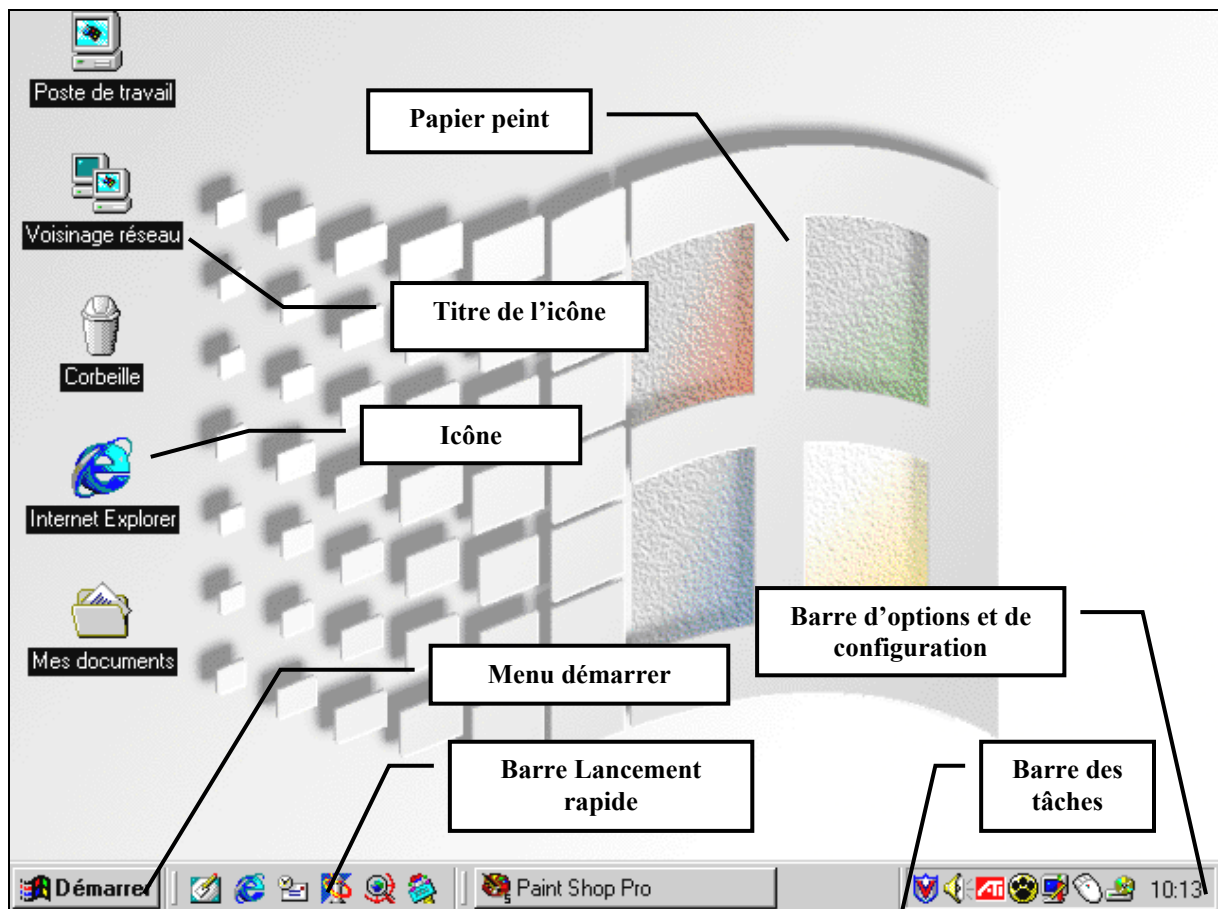 Poste de travail
Papier peint
Voisinage réseau
Titre de l’icône
Corbeille
Icône
Internet Explorer
Barre d’options et de
configuration
Mes documents
Menu démarrer
Barre Lancement
rapide
Barre des
tâches
Démarrer
Paint Shop Pro
ATI
10:13